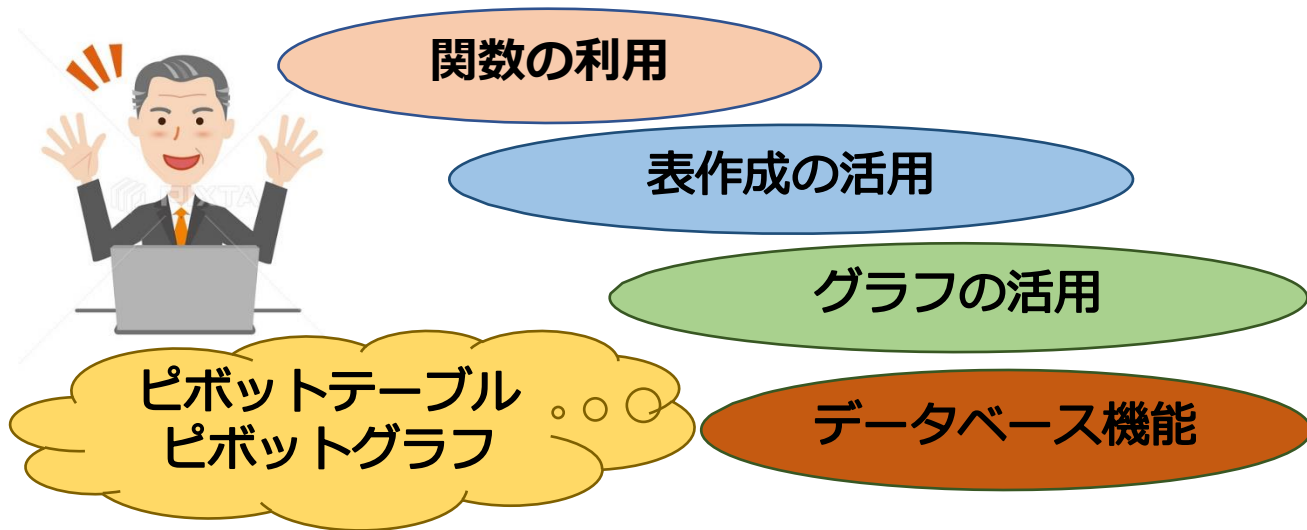 関数の利用
表作成の活用
グラフの活用
ピボットテーブル
ピボットグラフ
データベース機能